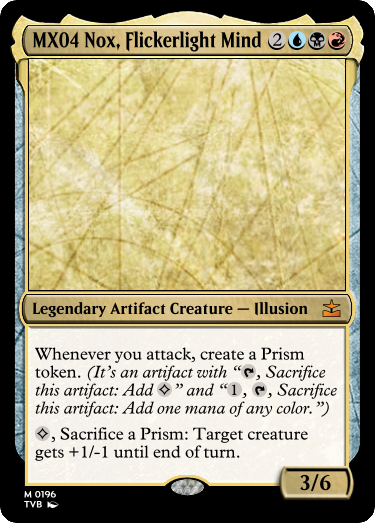 MX04 Nox, Flickerlight Mind 2
Legendary Artifact Creature — Illusion
Whenever you attack, create a Prism
token. (It's an artifact with “, Sacrifice
this artifact: Add ” and “1, , Sacrifice
this artifact: Add one mana of any color.”)
, Sacrifice a Prism: Target creature
gets +1/-1 until end of turn.
3/6
M 0196
TVB